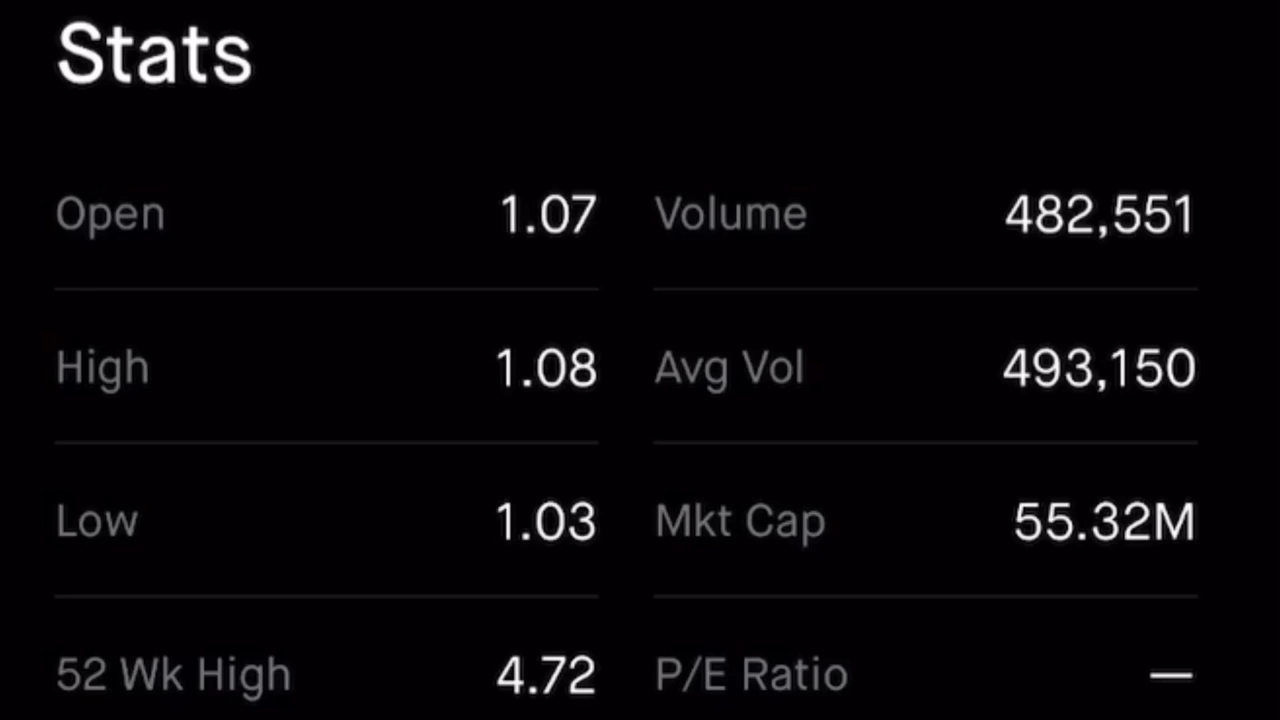 Stats
Open 1.07 Volume 482,551
High 1.08 Avg Vol 493,150
Low 1.03 Mkt Cap 55.32M
52 Wk High 4.72 P/E Ratio —